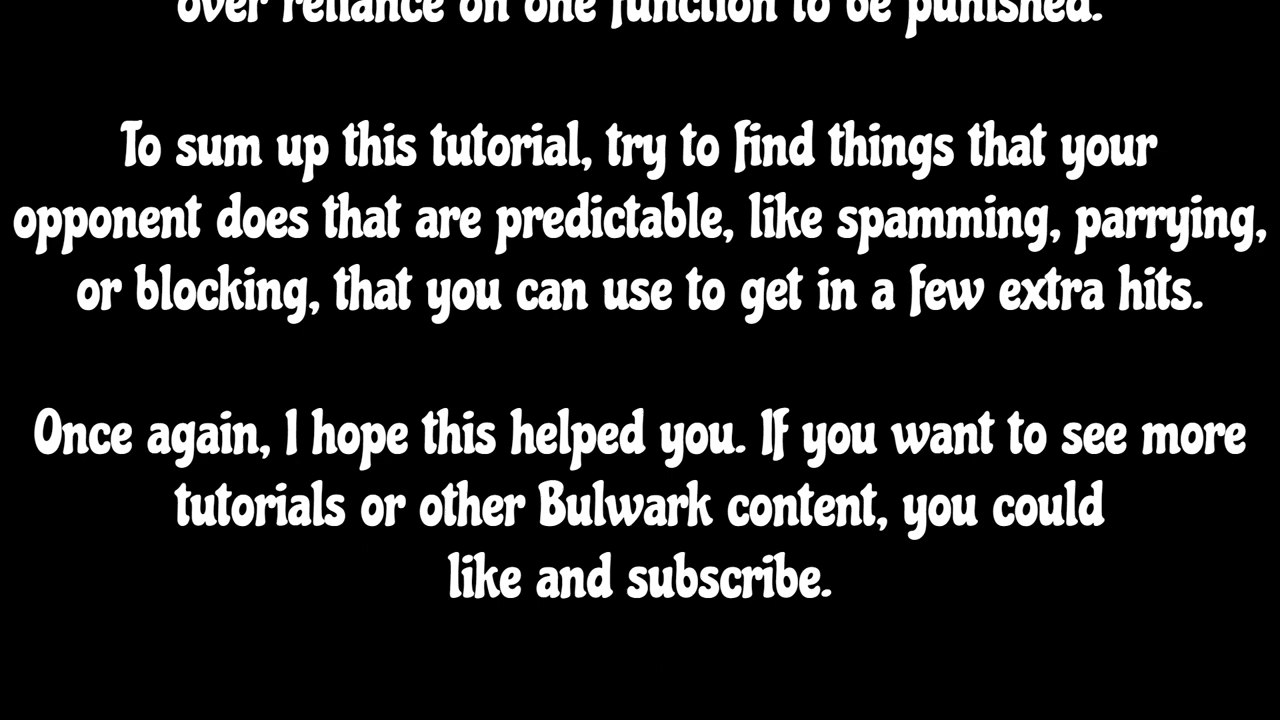 over reliance on one function to be punished.
To sum up this tutorial, try to find things that your
opponent does that are predictable, like spamming, parrying,
or blocking, that you can use to get in a few extra hits.
Once again, I hope this helped you. If you want to see more
tutorials or other Bulwark content, you could
like and subscribe.